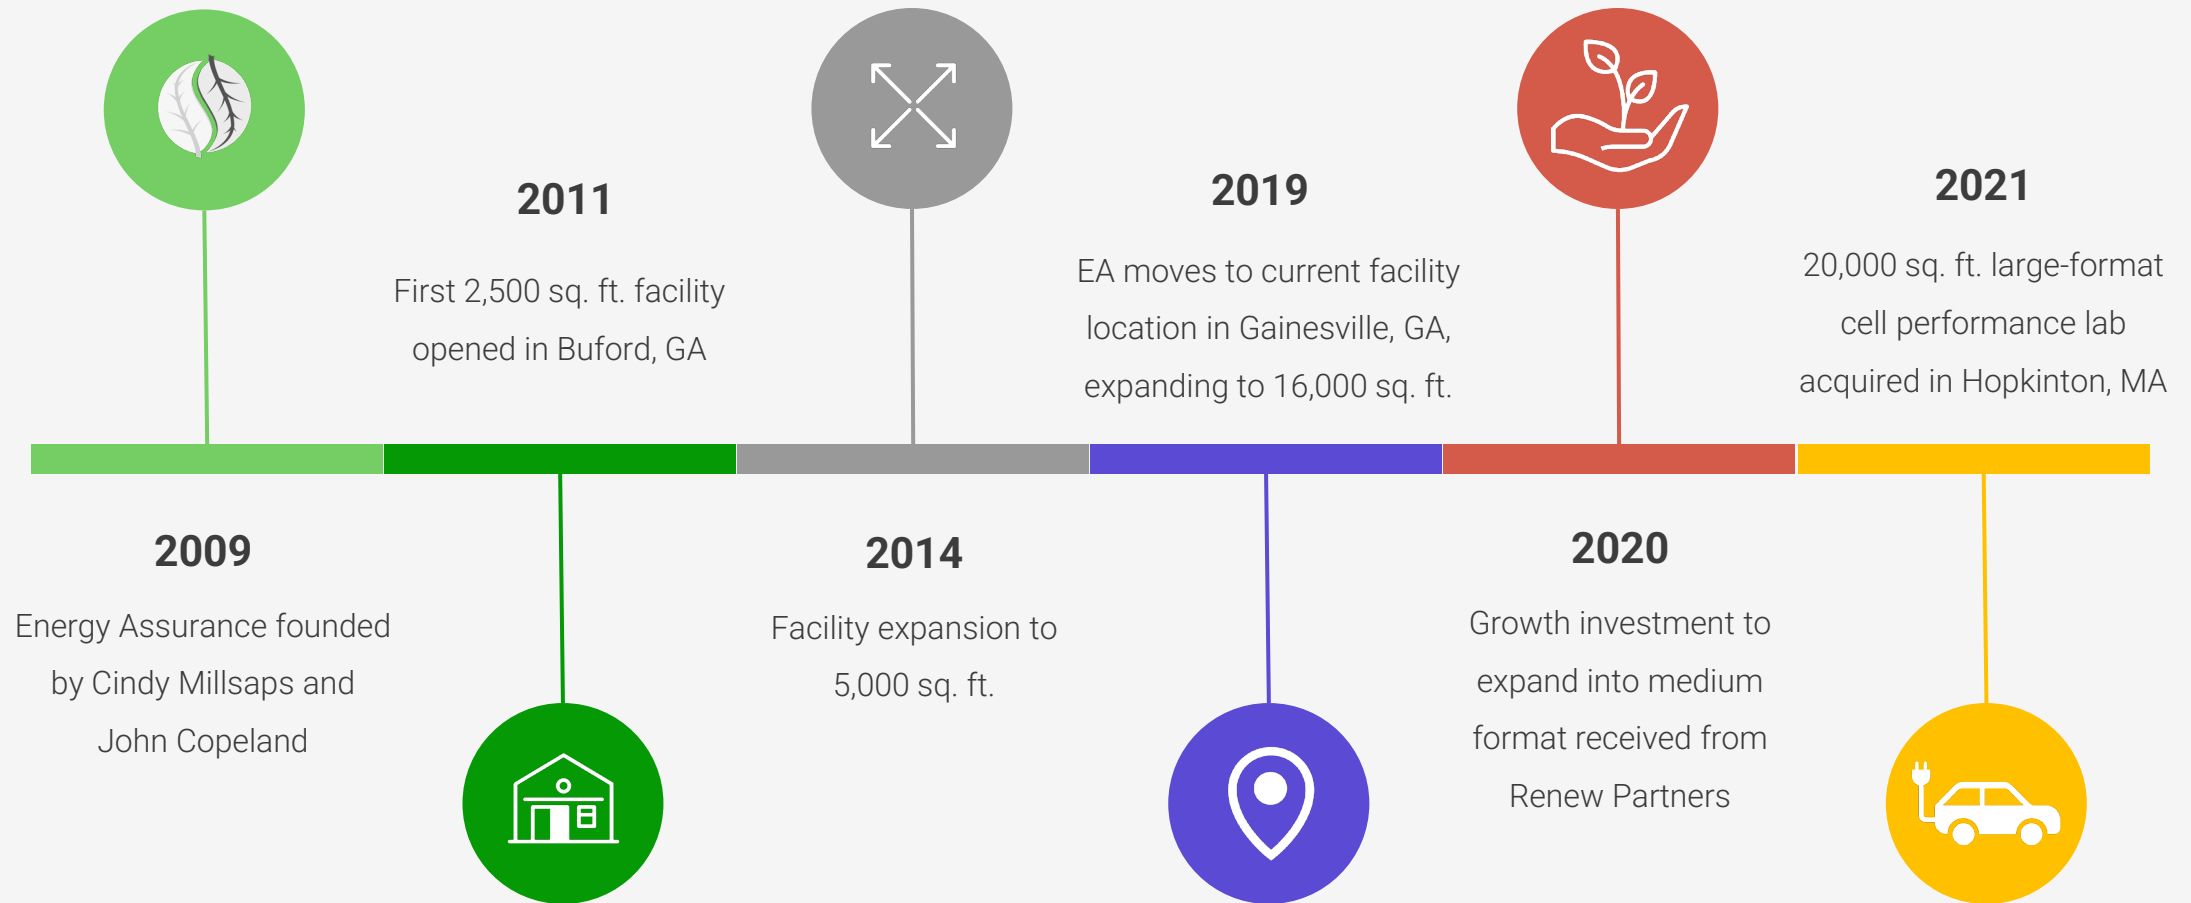 2009
Energy Assurance founded
by Cindy Millsaps and
John Copeland
2011
First 2,500 sq. ft. facility
opened in Buford, GA
2014
Facility expansion to
5,000 sq. ft.
2019
EA moves to current facility
location in Gainesville, GA,
expanding to 16,000 sq. ft.
2020
Growth investment to
expand into medium
format received from
Renew Partners
2021
20,000 sq. ft. large-format
cell performance lab
acquired in Hopkinton, MA